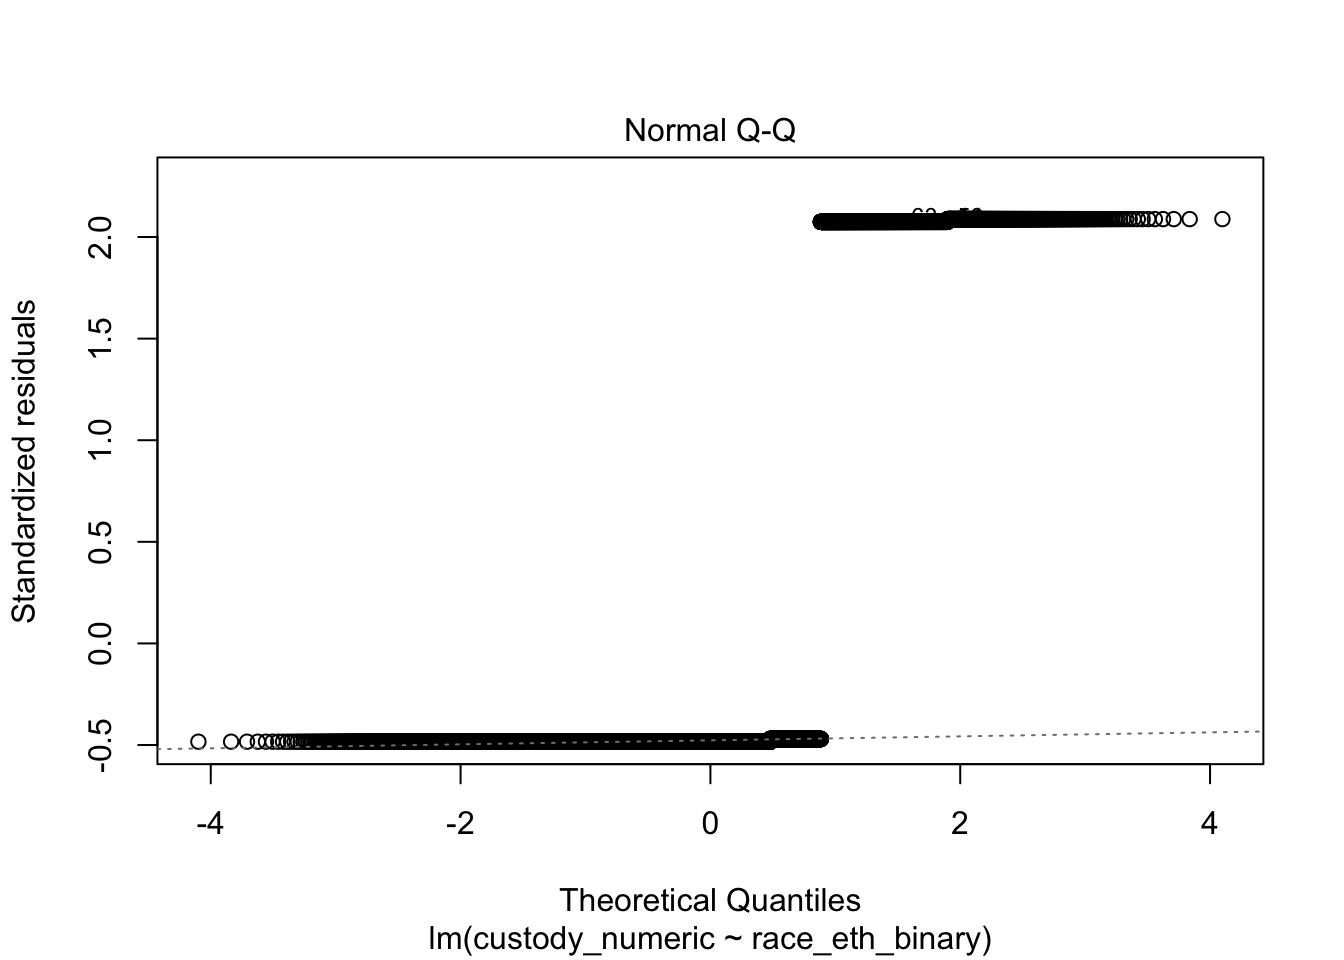 Normal Q-Q
Standardized residuals
2.0
1.5
1.0
0.5
0.0
-0.5
-4 -2 0 2 4
Theoretical Quantiles
lm(custody_numeric ~ race_eth_binary)